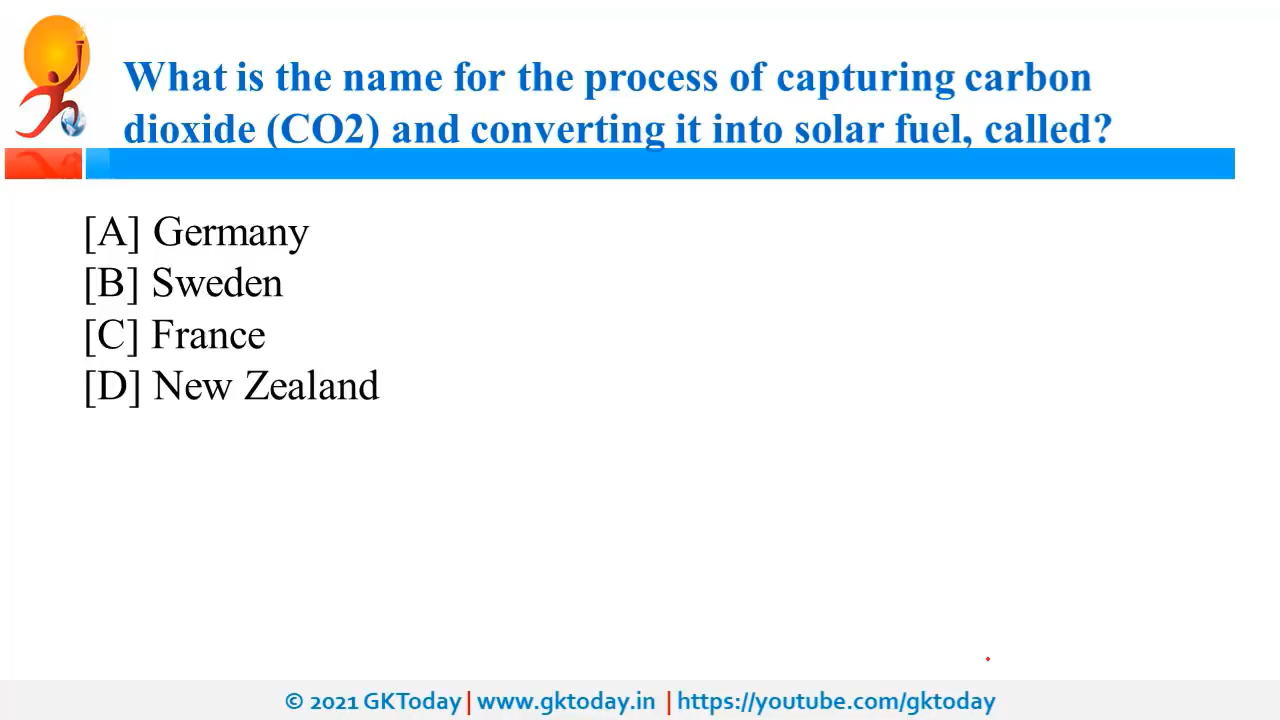 What is the name for the process of capturing carbon
dioxide (CO2) and converting it into solar fuel, called?
[A] Germany
[B] Sweden
[C] France
[D] New Zealand
© 2021 GKToday | www.gktoday.in | https://youtube.com/gktoday